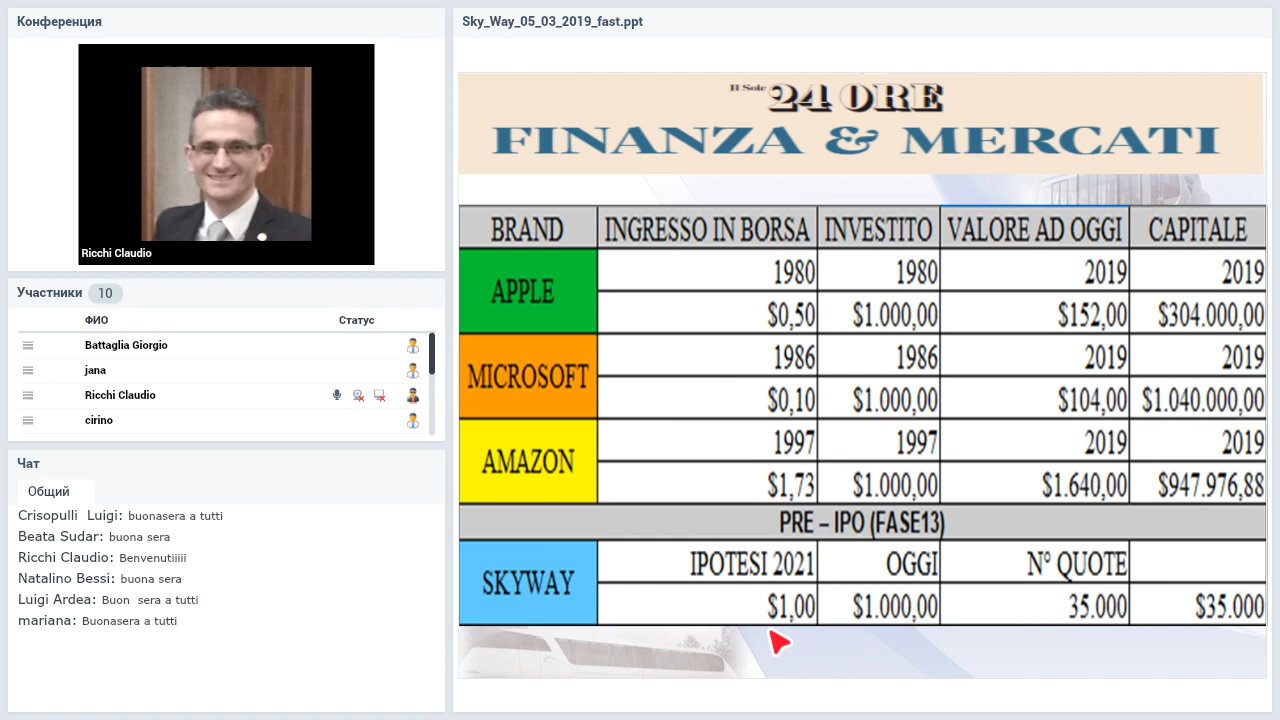 Конференция
Ricchi Claudio
Участники 10
ФИО Статус
Battaglia Giorgio
jana
Ricchi Claudio
cirino
Чат
Общий
Crisopulli Luigi: buonasera a tutti
Beata Sudar: buona sera
Ricchi Claudio: Benvenutiiiii
Natalino Bessi: buona sera
Luigi Ardea: Buon sera a tutti
mariana: Buonasera a tutti
Sky_Way_05_03_2019_fast.ppt
Il Sole 24 ORE
FINANZA & MERCATI
BRAND INGRESSO IN BORSA INVESTITO VALORE AD OGGI CAPITALE
APPLE
1980 1980 2019 2019
$0,50 $1.000,00 $152,00 $304.000,00
MICROSOFT
1986 1986 2019 2019
$0,10 $1.000,00 $104,00 $1.040.000,00
AMAZON
1997 1997 2019 2019
$1,73 $1.000,00 $1.640,00 $947.976,88
PRE – IPO (FASE13)
SKYWAY
IPOTESI 2021 OGGI N° QUOTE
$1,00 $1.000,00 35.000 $35.000